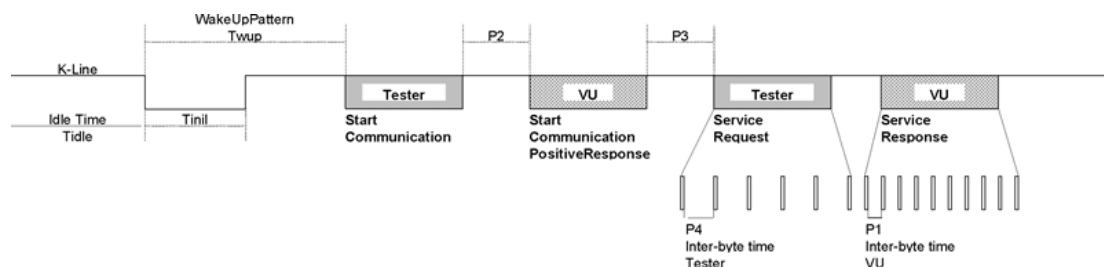 WakeUpPattern
Twup
P2
P3
K-Line
Tester
VU
Tester
VU
Idle Time
Tidle
Tinil
Start
Communication
Start
Communication
PositiveResponse
Service
Request
Service
Response
P4
Inter-byte time
Tester
P1
Inter-byte time
VU